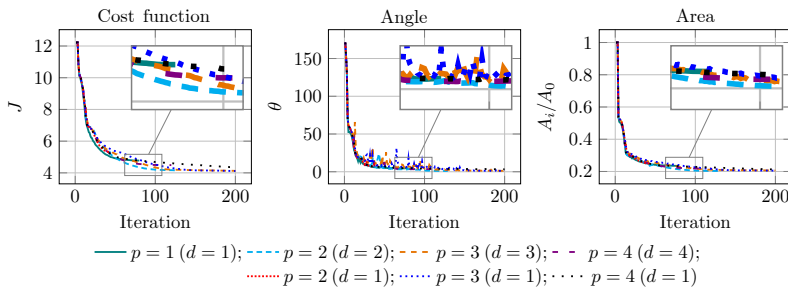 Cost function
Angle
Area
12
10
8
6
4
J
0
100
200
Iteration
150
100
50
0
θ
0
100
200
Iteration
1
0.8
0.6
0.4
0.2
A_i/A_0
0
100
200
Iteration
p = 1 (d = 1); p = 2 (d = 2); p = 3 (d = 3); p = 4 (d = 4);
p = 2 (d = 1); p = 3 (d = 1); p = 4 (d = 1)